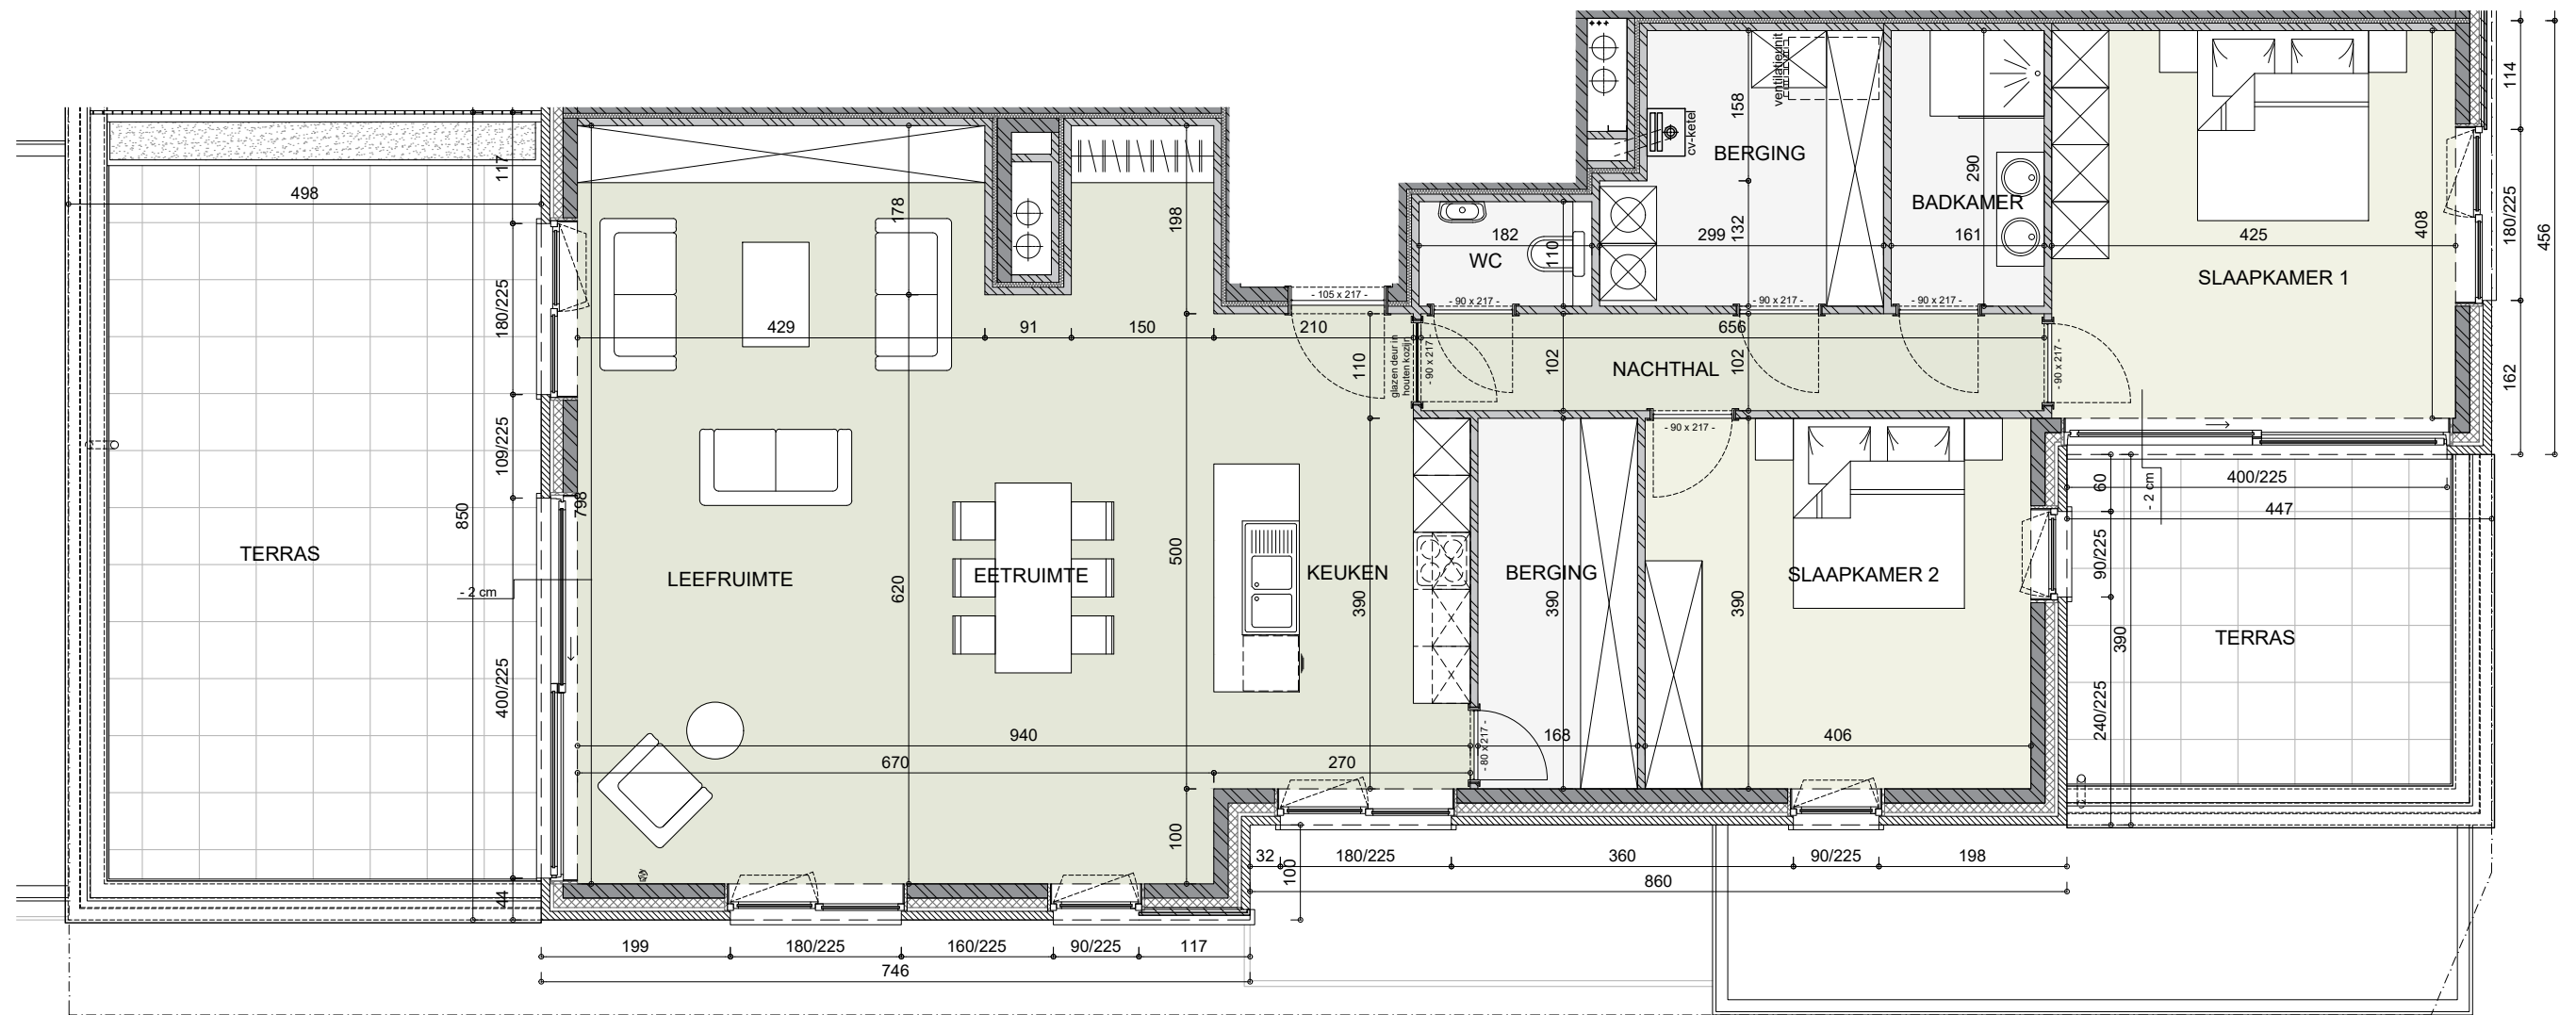 TERRAS
498
850
117
180/225
109/225
400/225
44
- 2 cm
798
LEEFRUIMTE
429
91
150
210
178
198
620
500
100
EETRUIMTE
940
670
270
KEUKEN
110
390
- 105 x 217 -
glazen deur in
houten kozijn
- 90 x 217 -
182
WC
110
- 90 x 217 -
102
656
NACHTHAL
102
BERGING
cv-ketel
ventilatieunit
158
132
299
- 90 x 217 -
BADKAMER
290
161
- 90 x 217 -
SLAAPKAMER 1
425
408
- 90 x 217 -
114
180/225
162
456
BERGING
390
168
- 80 x 217 -
SLAAPKAMER 2
390
406
- 90 x 217 -
TERRAS
400/225
447
- 2 cm
60
90/225
240/225
390
32
180/225
360
90/225
198
860
100
199
180/225
160/225
90/225
117
746